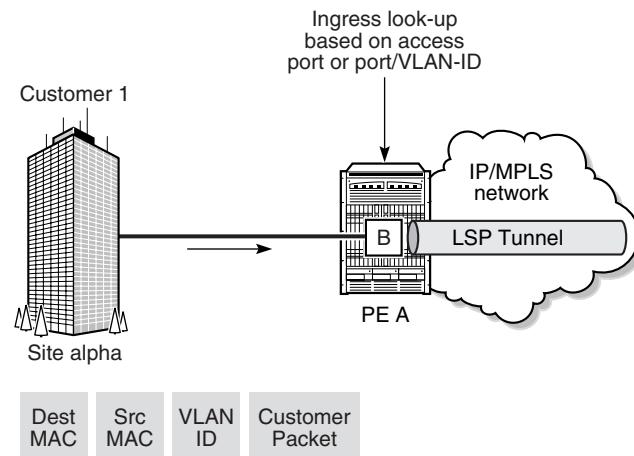 Ingress look-up
based on access
port or port/VLAN-ID
Customer 1
IP/MPLS
network
B
LSP Tunnel
PE A
Site alpha
Dest
MAC
Src
MAC
VLAN
ID
Customer
Packet